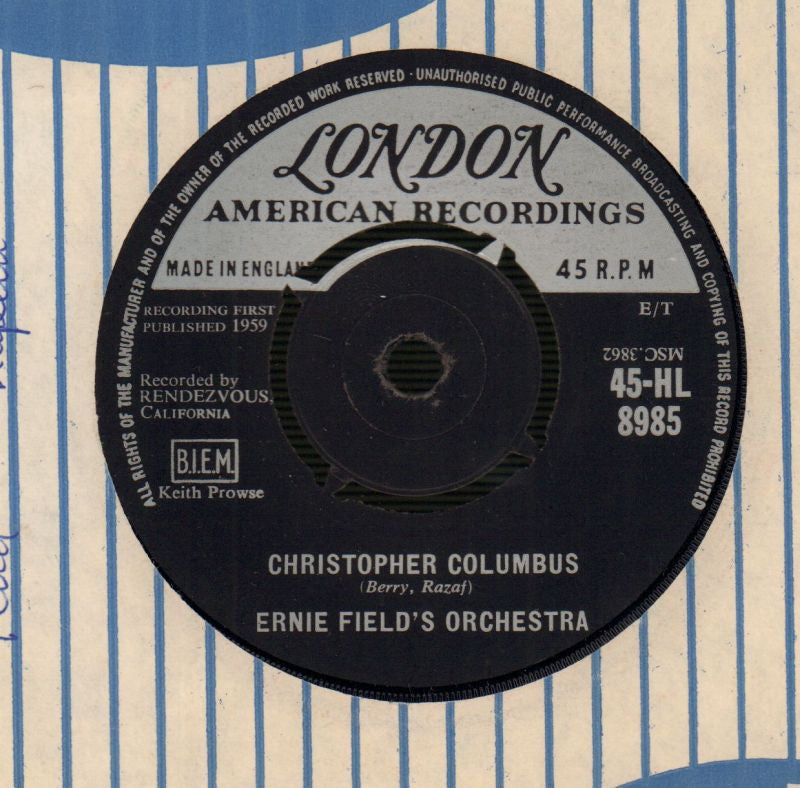 ALL RIGHTS OF THE MANUFACTURER AND OF THE OWNER OF THE RECORDED WORK RESERVED · UNAUTHORISED PUBLIC PERFORMANCE BROADCASTING AND COPYING OF THIS RECORD PROHIBITED
LONDON
AMERICAN RECORDINGS
MADE IN ENGLAND
45 R.P.M
RECORDING FIRST
PUBLISHED 1959
E/T
MSC.3862
Recorded by
RENDEZVOUS,
CALIFORNIA
45-HL
8985
B.I.E.M.
Keith Prowse
CHRISTOPHER COLUMBUS
(Berry, Razaf)
ERNIE FIELD'S ORCHESTRA